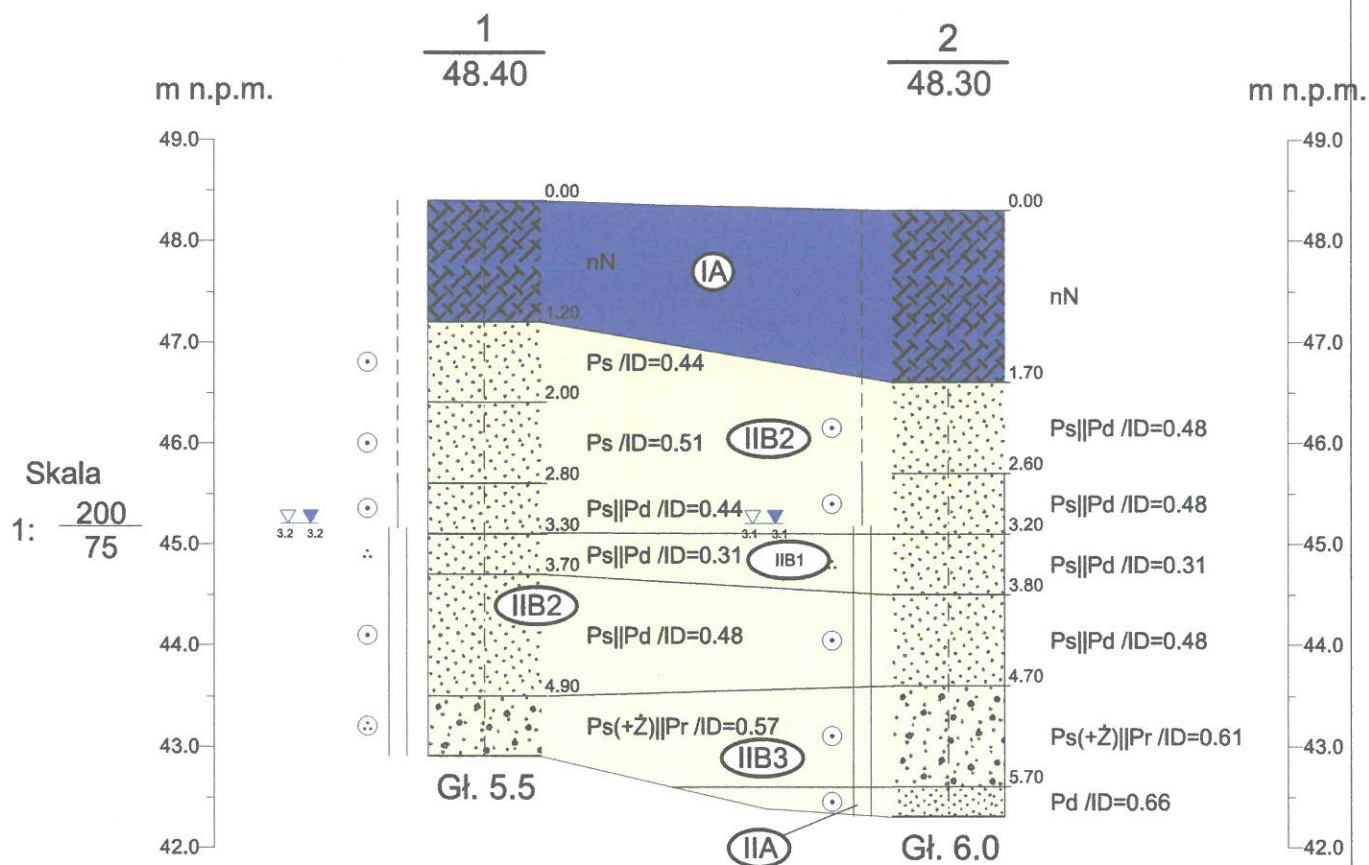 1
48.40
2
48.30
m n.p.m.
m n.p.m.
49.0
49.0
0.00
0.00
48.0
48.0
nN
IA
nN
1.20
47.0
47.0
Ps /ID=0.44
1.70
2.00
46.0
Ps /ID=0.51
IIB2
Ps||Pd /ID=0.48
46.0
2.60
2.80
Skala
1: 200
75
Ps||Pd /ID=0.44
Ps||Pd /ID=0.48
3.2 3.2
3.30
3.1 3.1
3.20
45.0
45.0
Ps||Pd /ID=0.31
IIB1
Ps||Pd /ID=0.31
3.70
3.80
IIB2
44.0
Ps||Pd /ID=0.48
Ps||Pd /ID=0.48
44.0
4.90
4.70
Ps(+Ż)||Pr /ID=0.57
43.0
IIB3
Ps(+Ż)||Pr /ID=0.61
43.0
Gł. 5.5
5.70
Pd /ID=0.66
42.0
IIA
Gł. 6.0
42.0